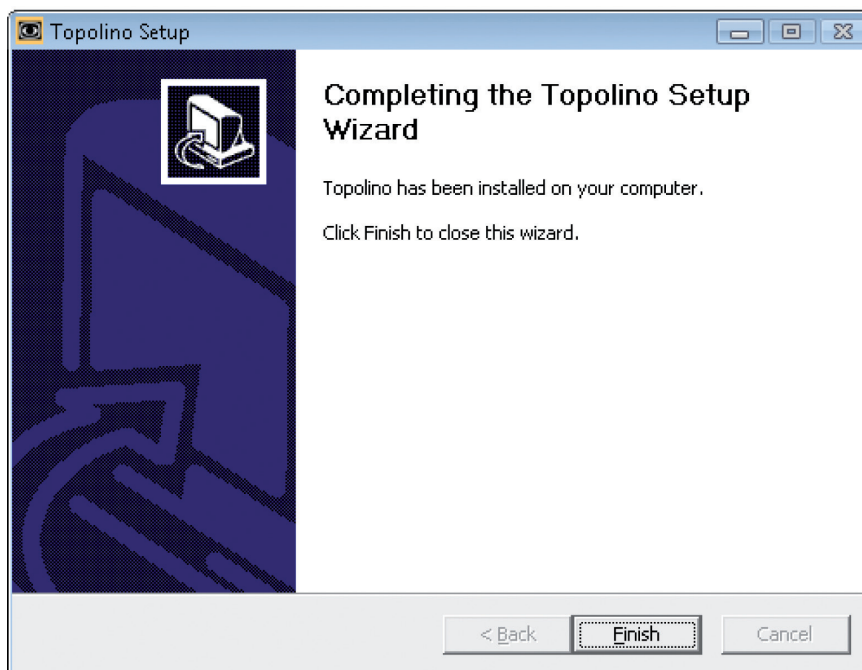 Topolino Setup
Completing the Topolino Setup
Wizard
Topolino has been installed on your computer.
Click Finish to close this wizard.
< Back
Finish
Cancel